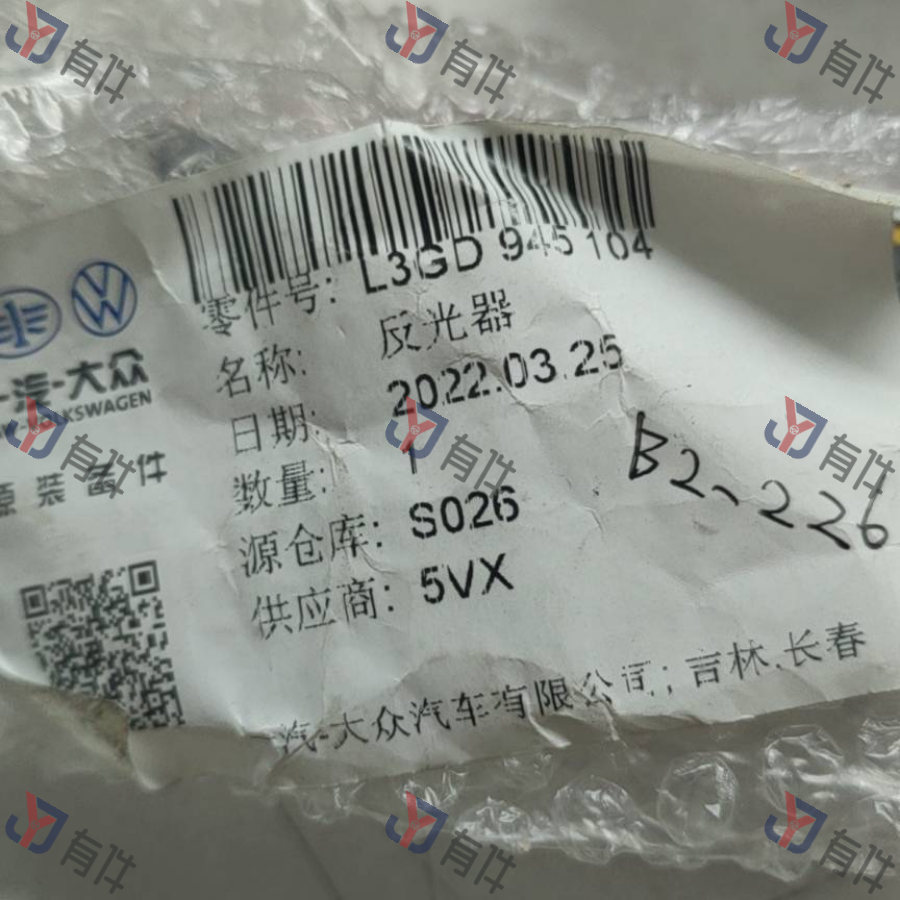 有件
有件
有件
零件号: L3GD 945 104
名称: 反光器
日期: 2022.03.25
数量: 1
源仓库: S026
供应商: 5VX
一汽-大众
VOLKSWAGEN
原装备件
B2-226
有件
有件
有件
汽-大众汽车有限公司; 吉林.长春
有件
有件
有件